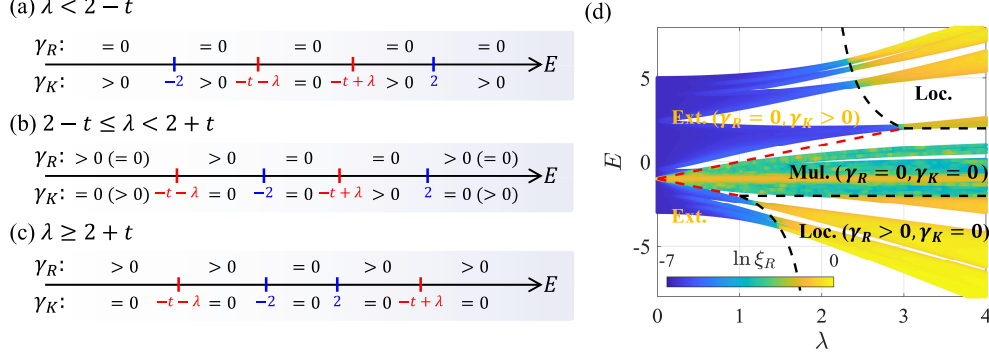 (a) λ < 2 − t
γ_R: = 0 = 0 = 0 = 0 = 0
−2 −t − λ −t + λ 2 E
γ_K: > 0 > 0 = 0 > 0 > 0
(b) 2 − t ≤ λ < 2 + t
γ_R: > 0 (= 0) > 0 = 0 = 0 > 0 (= 0)
−t − λ −2 −t + λ 2 E
γ_K: = 0 (> 0) = 0 = 0 > 0 = 0 (> 0)
(c) λ ≥ 2 + t
γ_R: > 0 > 0 = 0 > 0 > 0
−t − λ −2 2 −t + λ E
γ_K: = 0 = 0 = 0 = 0 = 0
(d)
5
Loc.
Ext. (γ_R = 0, γ_K > 0)
E
0
Mul. (γ_R = 0, γ_K = 0)
Ext.
Loc. (γ_R > 0, γ_K = 0)
-5
-7 ln ξ_R 0
0 1 2 3 4
λ